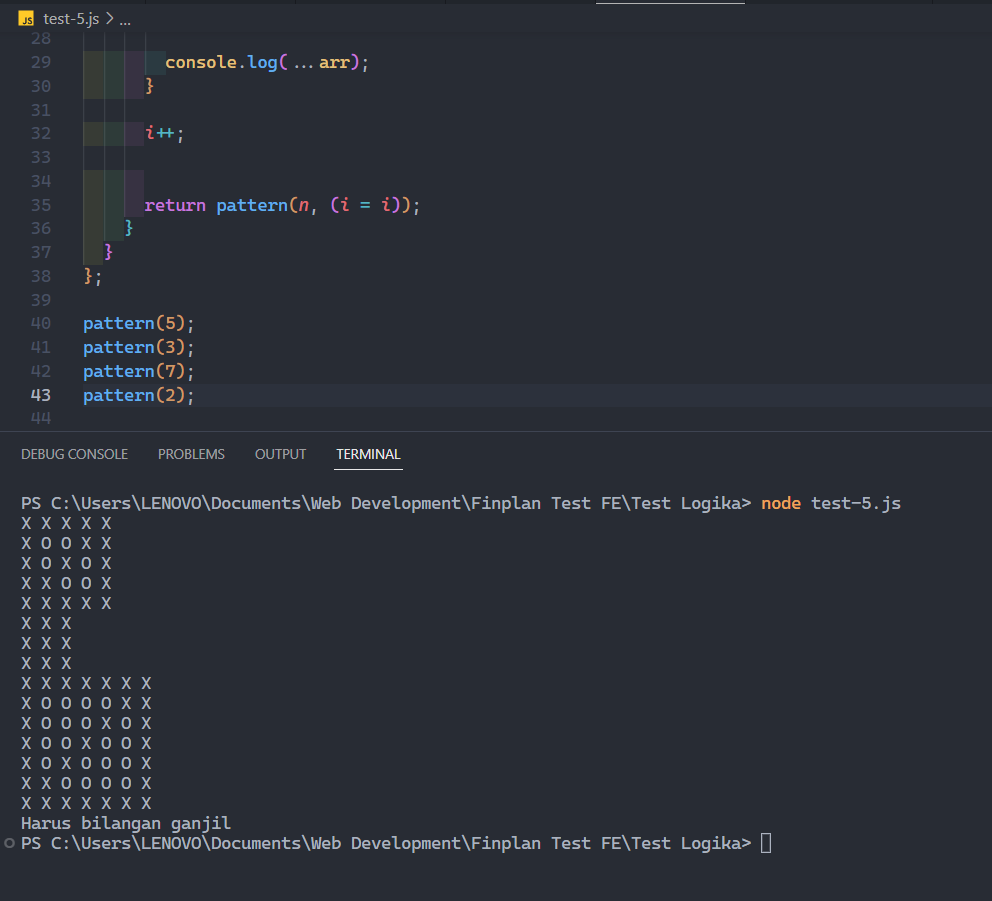 JS test-5.js > ...
28
29 console.log(...arr);
30 }
31
32 i++;
33
34
35 return pattern(n, (i = i));
36 }
37 }
38 };
39
40 pattern(5);
41 pattern(3);
42 pattern(7);
43 pattern(2);
44
DEBUG CONSOLE PROBLEMS OUTPUT TERMINAL
PS C:\Users\LENOVO\Documents\Web Development\Finplan Test FE\Test Logika> node test-5.js
X X X X X
X O O X X
X O X O X
X X O O X
X X X X X
X X X
X X X
X X X
X X X X X X X
X O O O O X X
X O O O X O X
X O O X O O X
X O X O O O X
X X O O O O X
X X X X X X X
Harus bilangan ganjil
PS C:\Users\LENOVO\Documents\Web Development\Finplan Test FE\Test Logika>